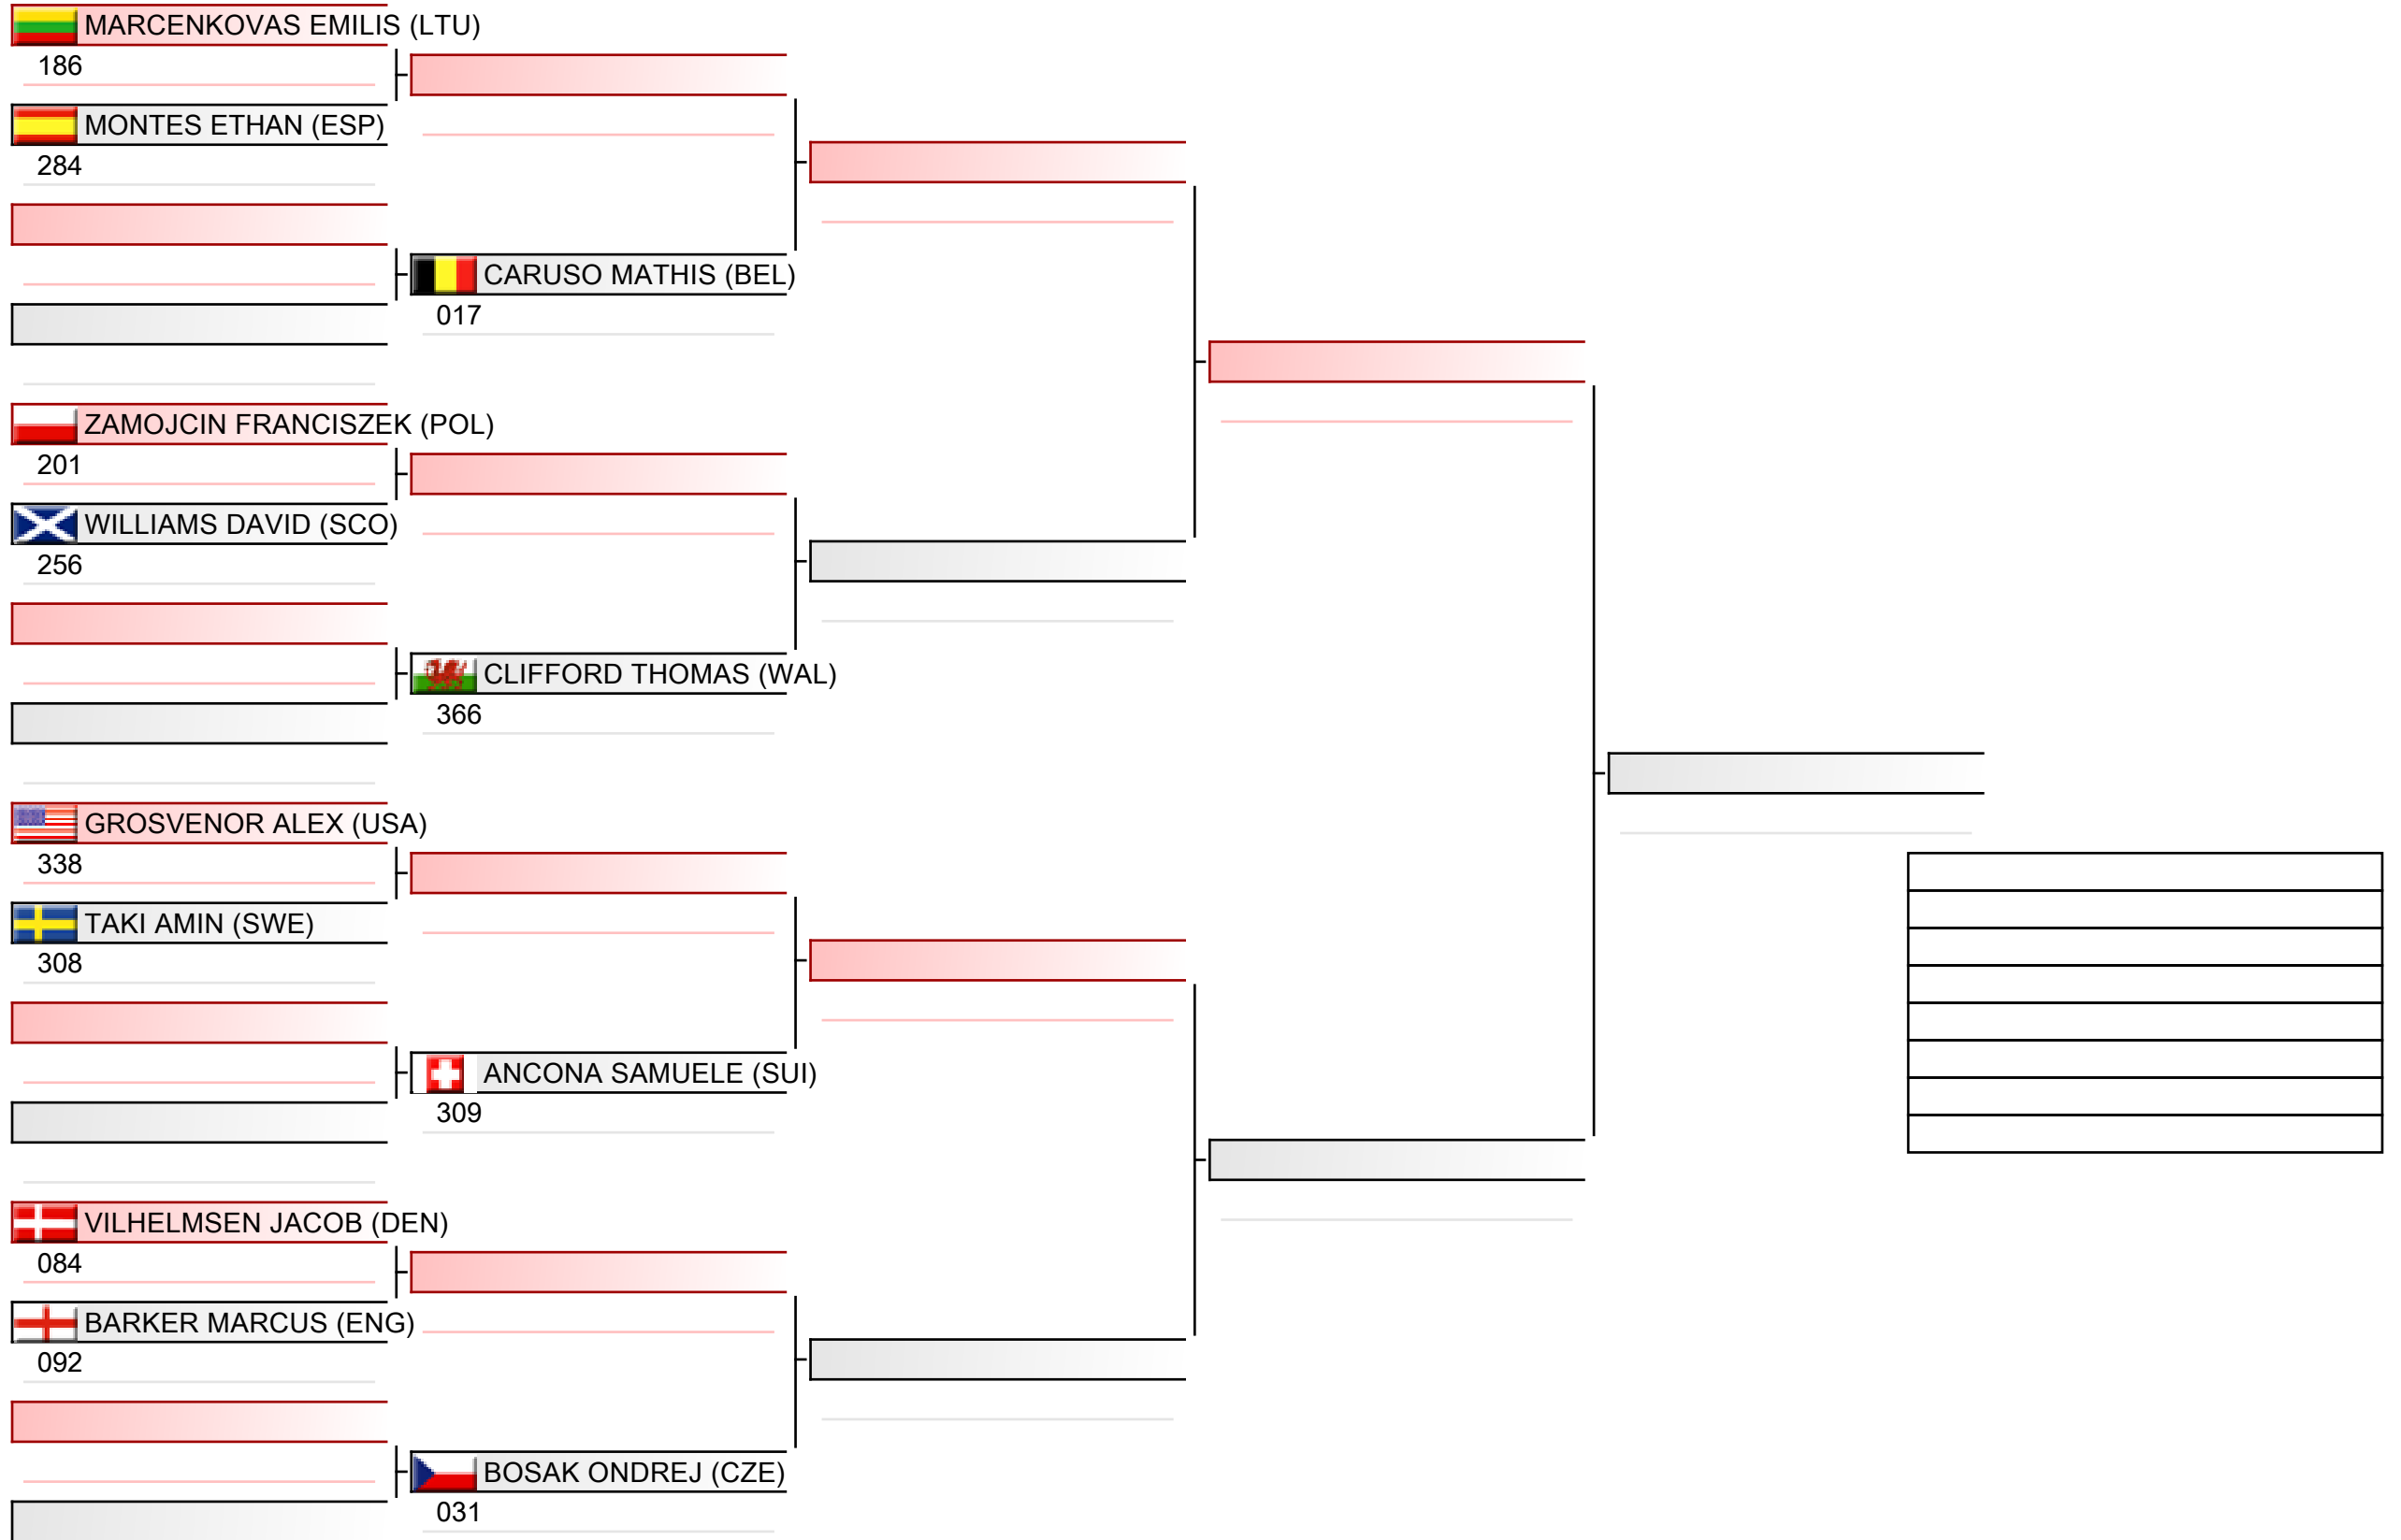 MARCENKOVAS EMILIS (LTU)
186
MONTES ETHAN (ESP)
284
CARUSO MATHIS (BEL)
017
ZAMOJCIN FRANCISZEK (POL)
201
WILLIAMS DAVID (SCO)
256
CLIFFORD THOMAS (WAL)
366
GROSVENOR ALEX (USA)
338
TAKI AMIN (SWE)
308
ANCONA SAMUELE (SUI)
309
VILHELMSEN JACOB (DEN)
084
BARKER MARCUS (ENG)
092
BOSAK ONDREJ (CZE)
031